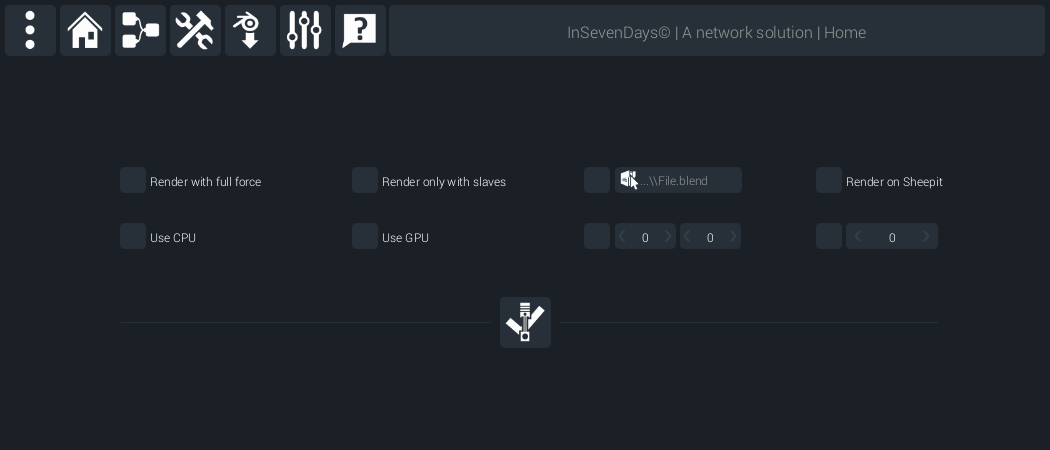 InSevenDays© | A network solution | Home
Render with full force
Render only with slaves
...\\File.blend
Render on Sheepit
Use CPU
Use GPU
0
0
0